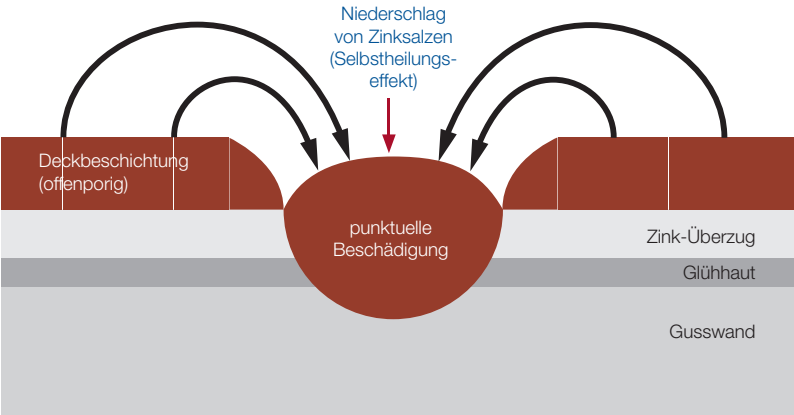 Niederschlag
von Zinksalzen
(Selbstheilungs-
effekt)
Deckbeschichtung
(offenporig)
punktuelle
Beschädigung
Zink-Überzug
Glühhaut
Gusswand